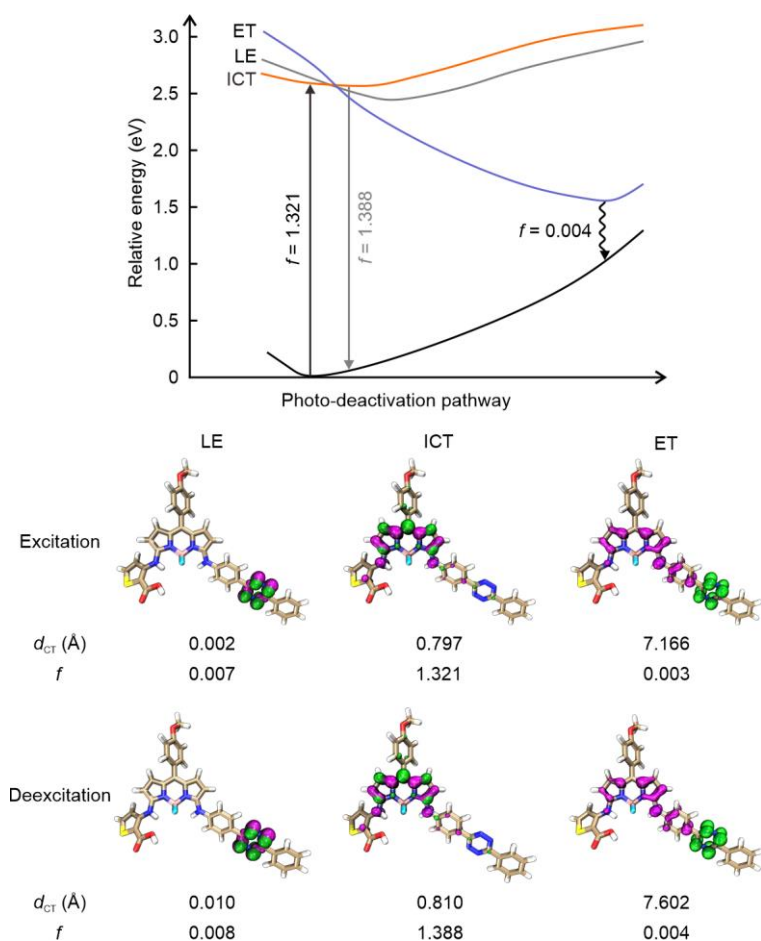 ET
3.0
LE
ICT
2.5
Relative energy (eV)
2.0
1.5
f = 1.321
f = 1.388
f = 0.004
1.0
0.5
0
Photo-deactivation pathway
LE ICT ET
Excitation
dCT (Å) 0.002 0.797 7.166
f 0.007 1.321 0.003
Deexcitation
dCT (Å) 0.010 0.810 7.602
f 0.008 1.388 0.004